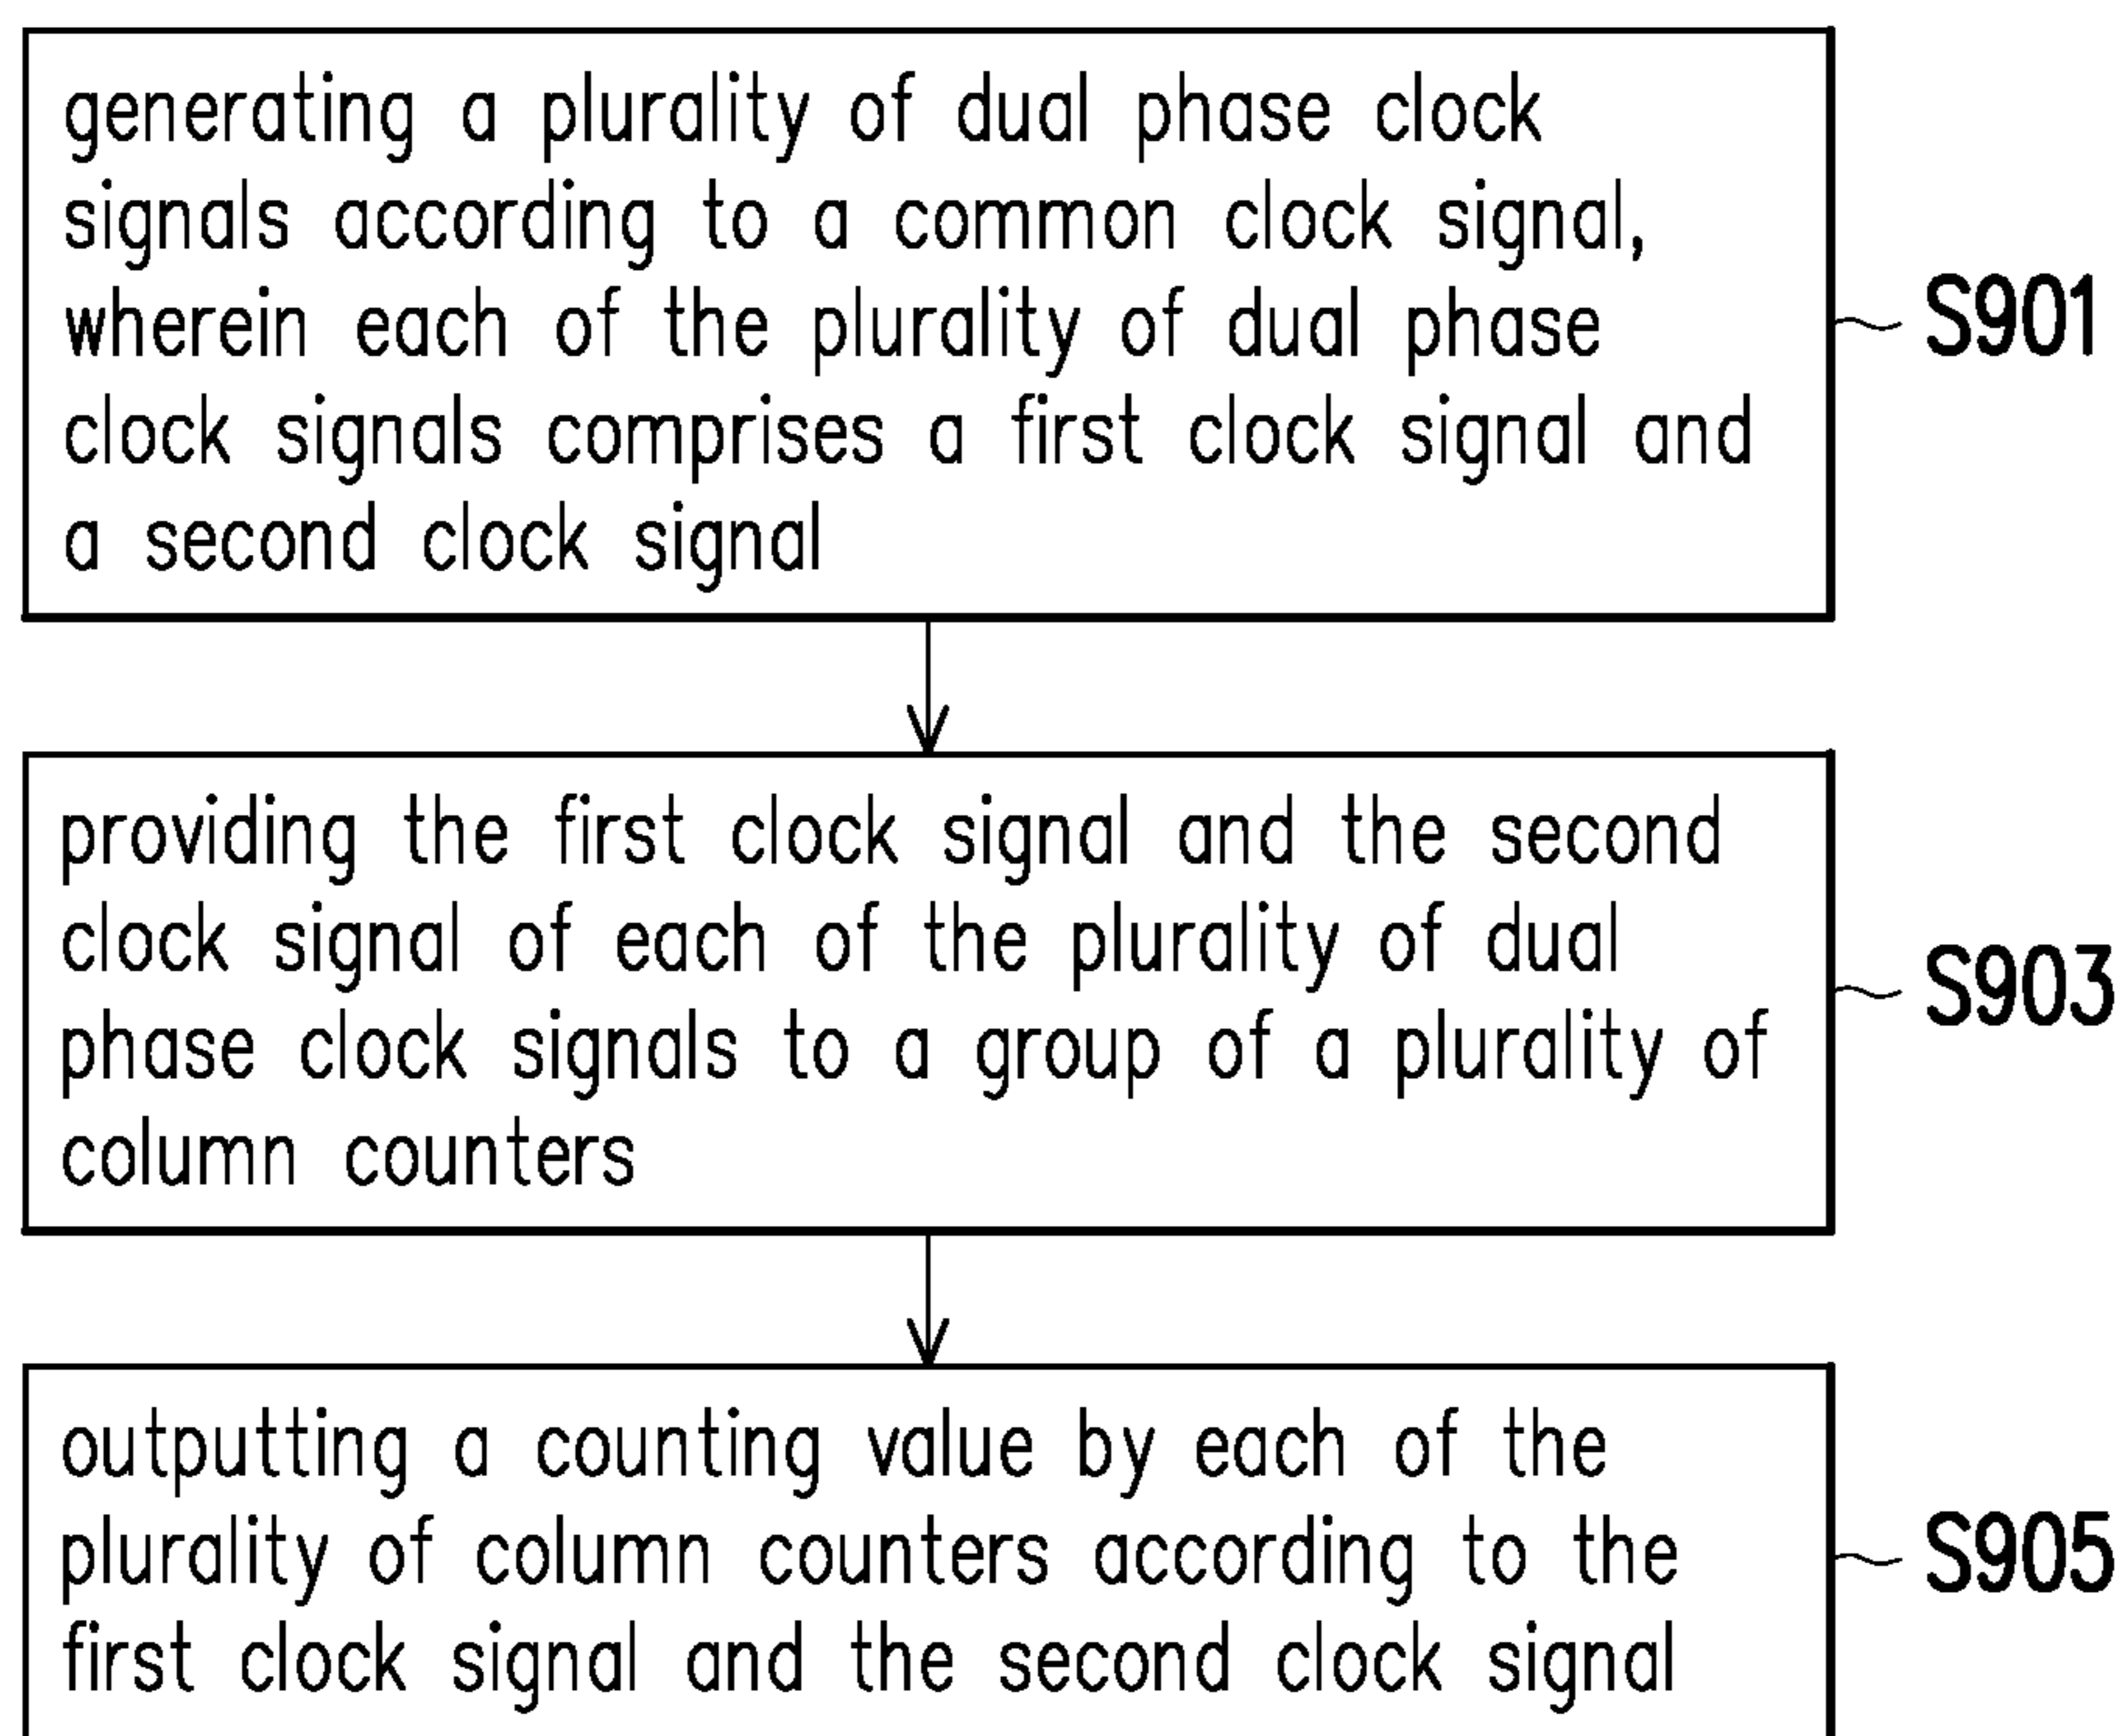 generating a plurality of dual phase clock
signals according to a common clock signal,
wherein each of the plurality of dual phase
clock signals comprises a first clock signal and
a second clock signal
S901
providing the first clock signal and the second
clock signal of each of the plurality of dual
phase clock signals to a group of a plurality of
column counters
S903
outputting a counting value by each of the
plurality of column counters according to the
first clock signal and the second clock signal
S905